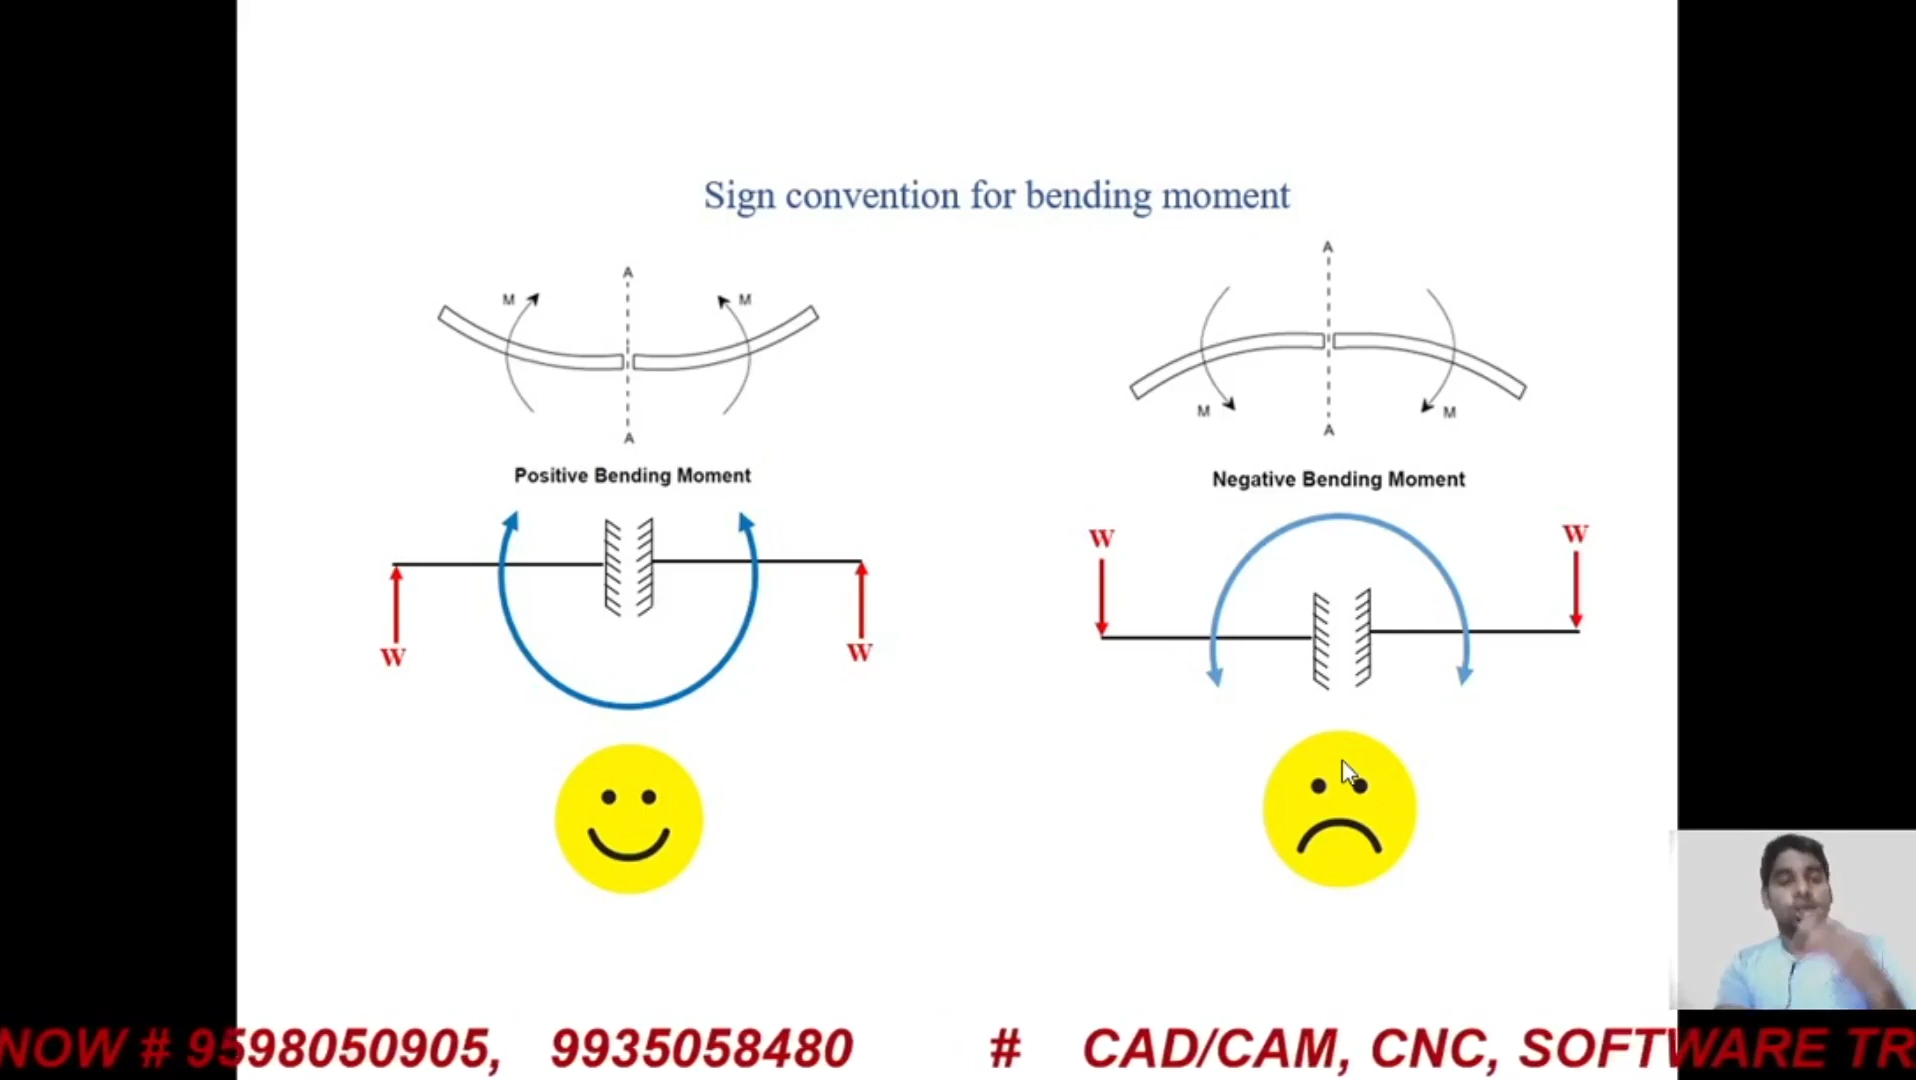 Sign convention for bending moment
A
A
M
M
M
M
A
A
Positive Bending Moment
Negative Bending Moment
W
W
W
W
NOW # 9598050905, 9935058480 # CAD/CAM, CNC, SOFTWARE TR